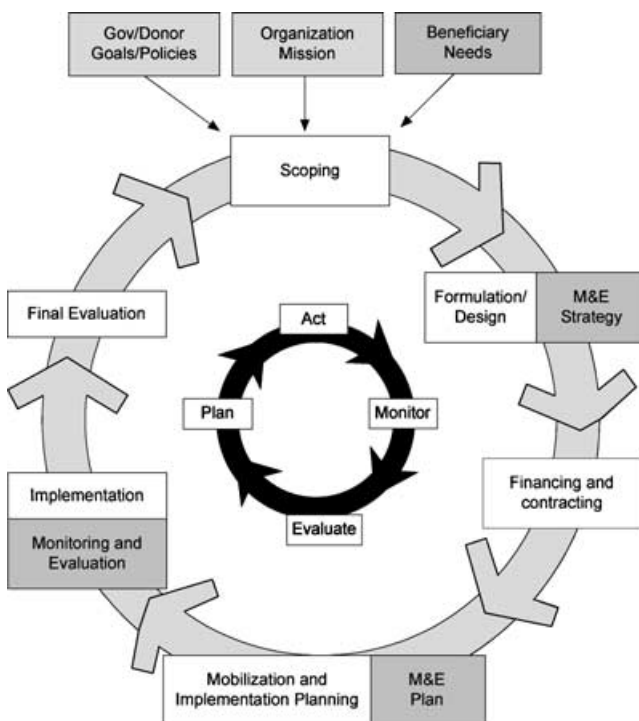 Gov/Donor
Goals/Policies
Organization
Mission
Beneficiary
Needs
Scoping
Formulation/
Design
M&E
Strategy
Final Evaluation
Act
Plan
Monitor
Evaluate
Financing and
contracting
Implementation
Monitoring and
Evaluation
Mobilization and
Implementation Planning
M&E
Plan